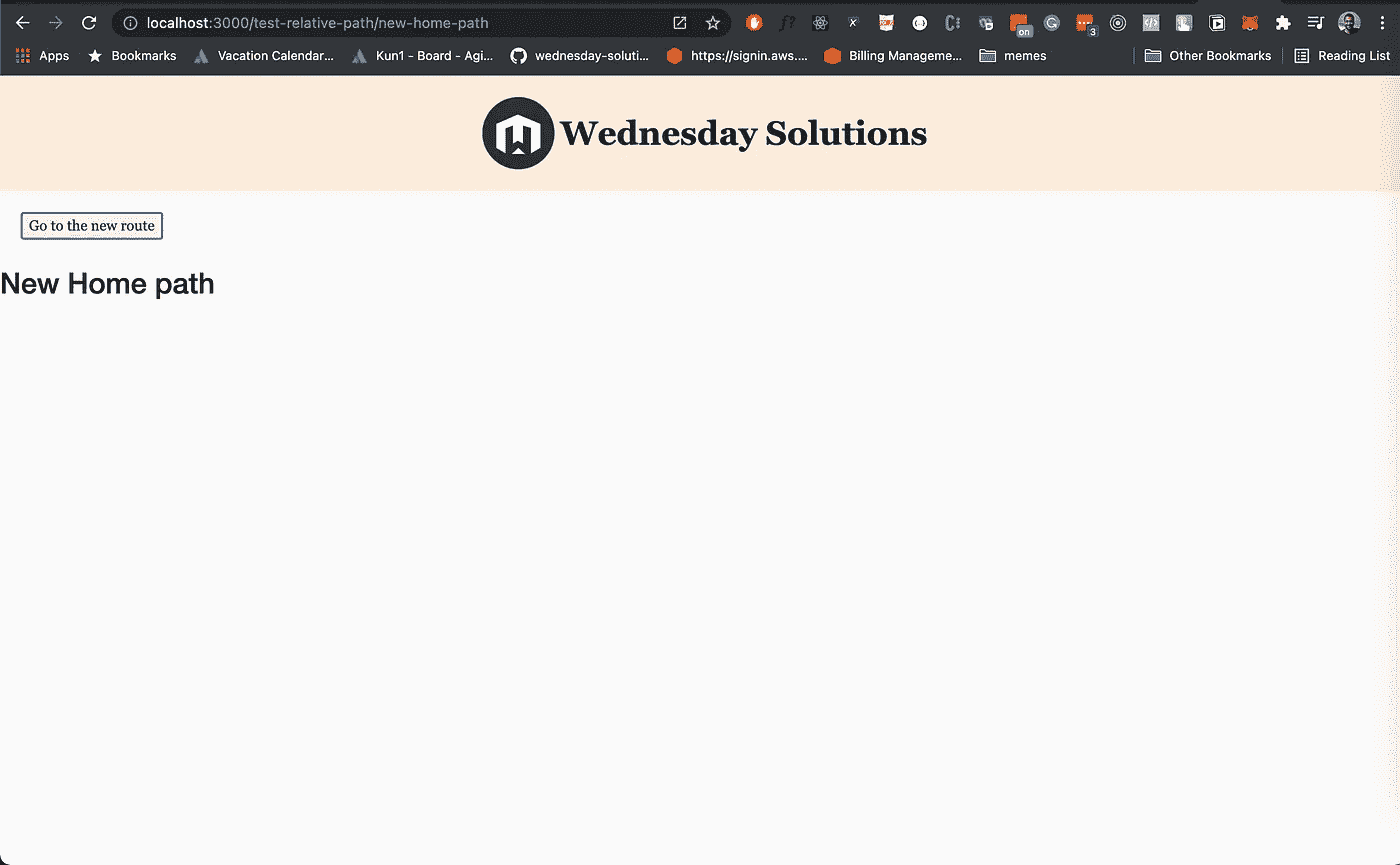 localhost:3000/test-relative-path/new-home-path
on
3
Apps Bookmarks Vacation Calendar... Kun1 - Board - Agi... wednesday-soluti... https://signin.aws.... Billing Manageme... memes Other Bookmarks Reading List
Wednesday Solutions
Go to the new route
New Home path